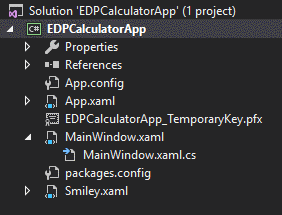 Solution 'EDPCalculatorApp' (1 project)
C# EDPCalculatorApp
Properties
References
App.config
App.xaml
EDPCalculatorApp_TemporaryKey.pfx
MainWindow.xaml
MainWindow.xaml.cs
packages.config
Smiley.xaml